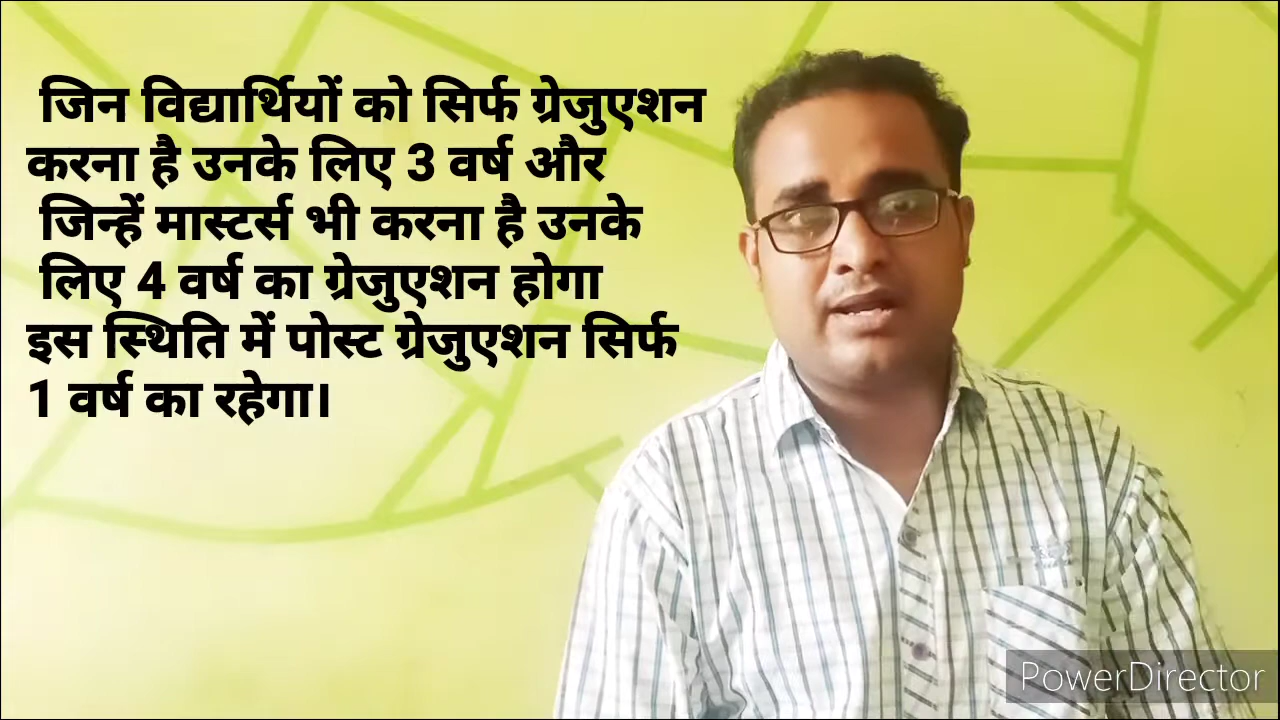 जिन विद्यार्थियों को सिर्फ ग्रेजुएशन
करना है उनके लिए 3 वर्ष और
जिन्हें मास्टर्स भी करना है उनके
लिए 4 वर्ष का ग्रेजुएशन होगा
इस स्थिति में पोस्ट ग्रेजुएशन सिर्फ
1 वर्ष का रहेगा।
PowerDirector